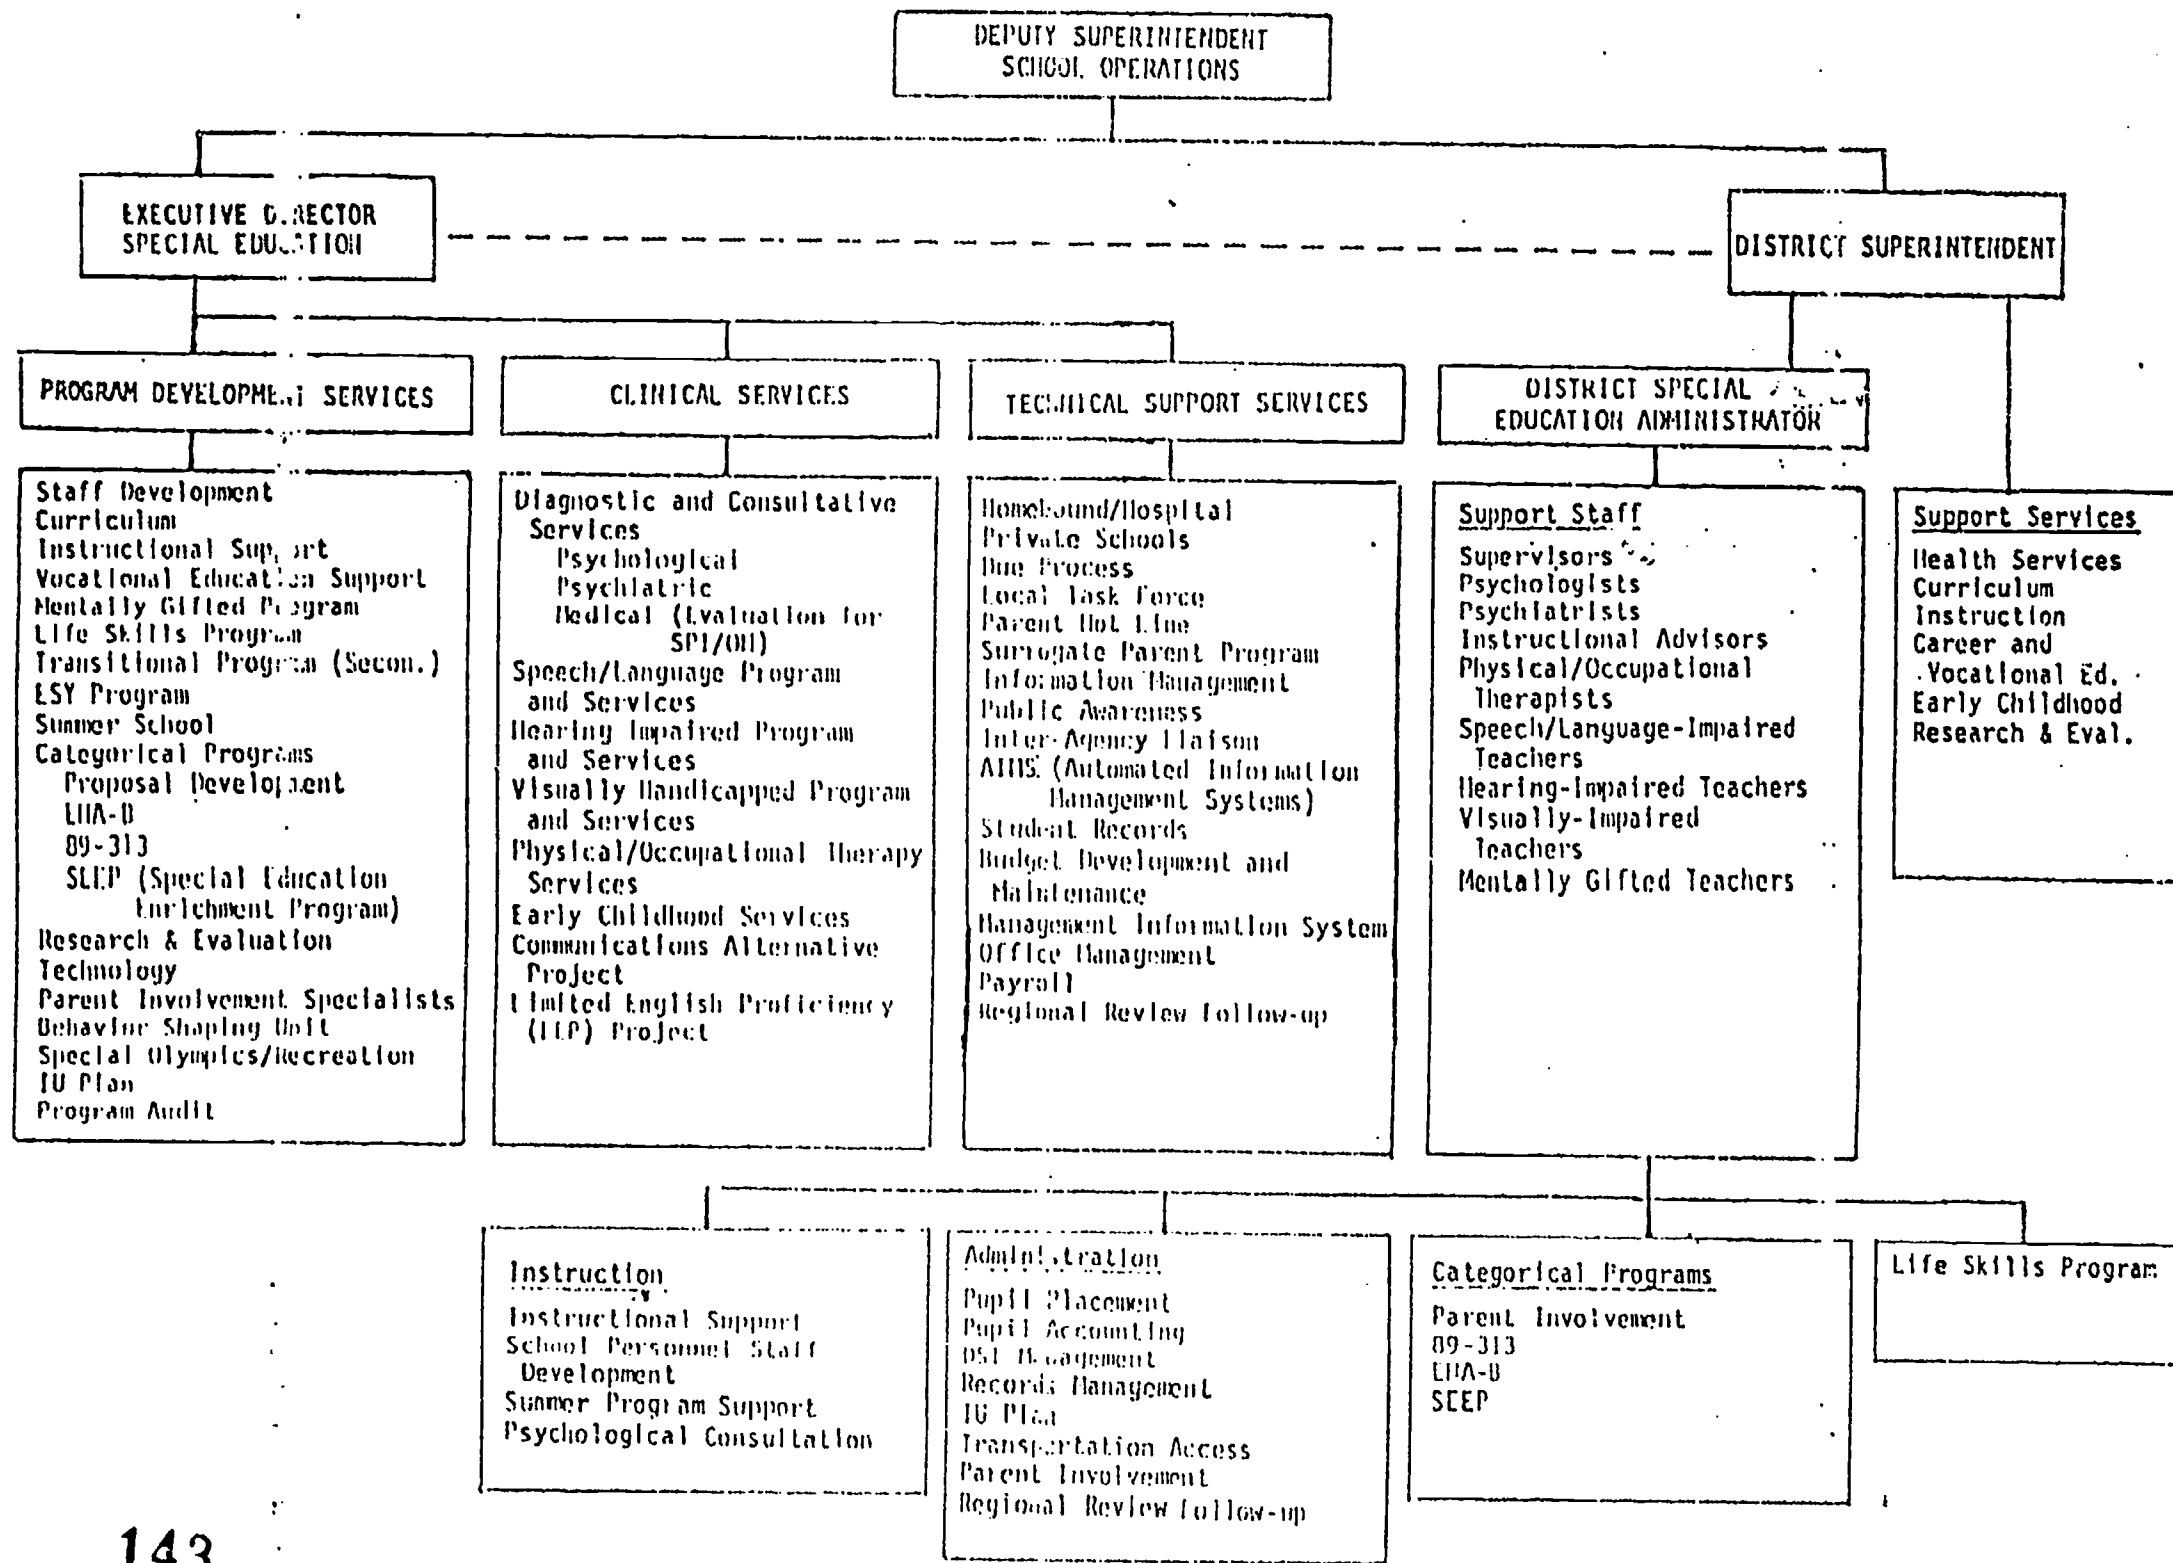 DEPUTY SUPERINTENDENT
SCHOOL OPERATIONS
EXECUTIVE DIRECTOR
SPECIAL EDUCATION
DISTRICT SUPERINTENDENT
PROGRAM DEVELOPMENT SERVICES
CLINICAL SERVICES
TECHNICAL SUPPORT SERVICES
DISTRICT SPECIAL
EDUCATION ADMINISTRATOR
Staff Development
Curriculum
Instructional Support
Vocational Education Support
Mentally Gifted Program
Life Skills Program
Transitional Program (Secon.)
ESY Program
Summer School
Categorical Programs
Proposal Development
EHA-B
89-313
SEEP (Special Education
Enrichment Program)
Research & Evaluation
Technology
Parent Involvement Specialists
Behavior Shaping Unit
Special Olympics/Recreation
IU Plan
Program Audit
Diagnostic and Consultative
Services
Psychological
Psychiatric
Medical (Evaluation for
SPI/OH)
Speech/Language Program
and Services
Hearing Impaired Program
and Services
Visually Handicapped Program
and Services
Physical/Occupational Therapy
Services
Early Childhood Services
Communications Alternative
Project
Limited English Proficiency
(LEP) Project
Homebound/Hospital
Private Schools
Due Process
Local Task Force
Parent Hot Line
Surrogate Parent Program
Information Management
Public Awareness
Inter-Agency Liaison
AIMS (Automated Information
Management Systems)
Student Records
Budget Development and
Maintenance
Management Information System
Office Management
Payroll
Regional Review Follow-up
Support Staff
Supervisors
Psychologists
Psychiatrists
Instructional Advisors
Physical/Occupational
Therapists
Speech/Language-Impaired
Teachers
Hearing-Impaired Teachers
Visually-Impaired
Teachers
Mentally Gifted Teachers
Support Services
Health Services
Curriculum
Instruction
Career and
Vocational Ed.
Early Childhood
Research & Eval.
Instruction
Instructional Support
School Personnel Staff
Development
Summer Program Support
Psychological Consultation
Administration
Pupil Placement
Pupil Accounting
Management
Records Management
IU Plan
Transportation Access
Parent Involvement
Regional Review Follow-up
Categorical Programs
Parent Involvement
89-313
EHA-B
SEEP
Life Skills Program
143